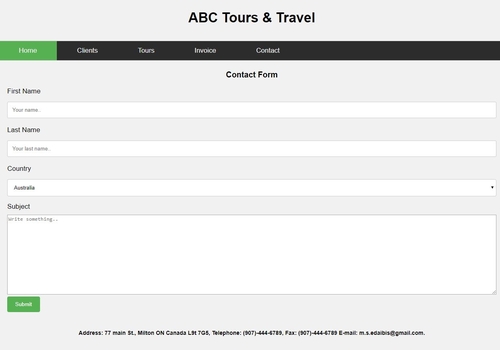 ABC Tours & Travel
Home Clients Tours Invoice Contact
Contact Form
First Name
Your name..
Last Name
Your last name..
Country
Australia
Subject
Write something..
Submit
Address: 77 main St., Milton ON Canada L9t 7G5, Telephone: (907)-444-6789, Fax: (907)-444-6789 E-mail: m.s.edaibis@gmail.com.